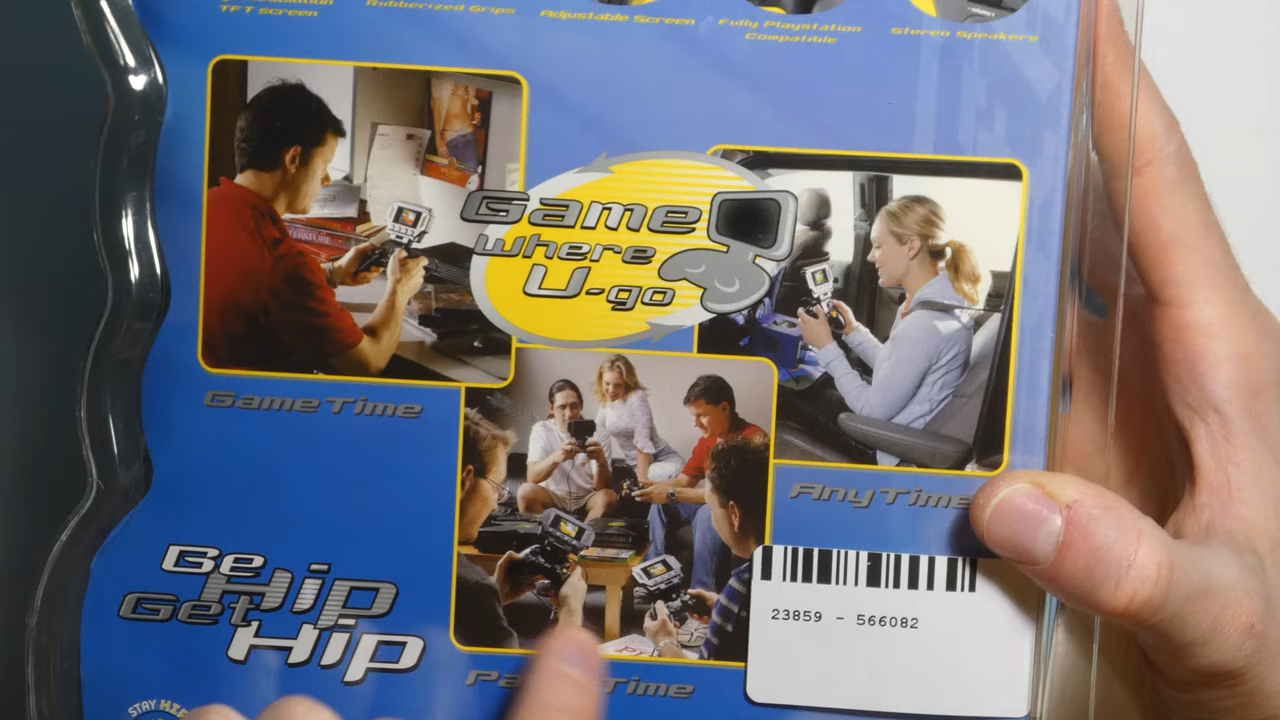 TFT screen
Rubberized Grips
Adjustable Screen
Fully Playstation
Compatible
Stereo Speakers
Game
where
U-go
Game Time
Any Time
Be Hip
Get Hip
23859 - 566082
Time
STAY